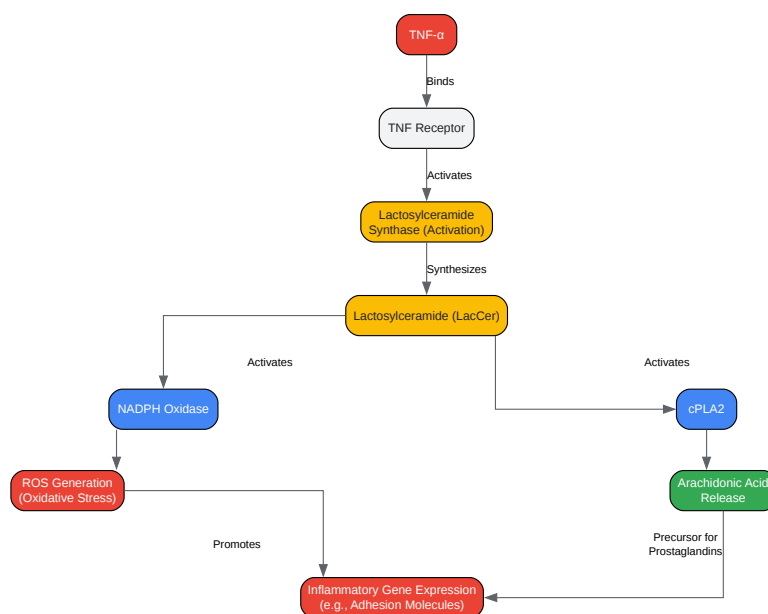 TNF-α
Binds
TNF Receptor
Activates
Lactosylceramide
Synthase (Activation)
Synthesizes
Lactosylceramide (LacCer)
Activates
Activates
NADPH Oxidase
cPLA2
ROS Generation
(Oxidative Stress)
Arachidonic Acid
Release
Promotes
Precursor for
Prostaglandins
Inflammatory Gene Expression
(e.g., Adhesion Molecules)